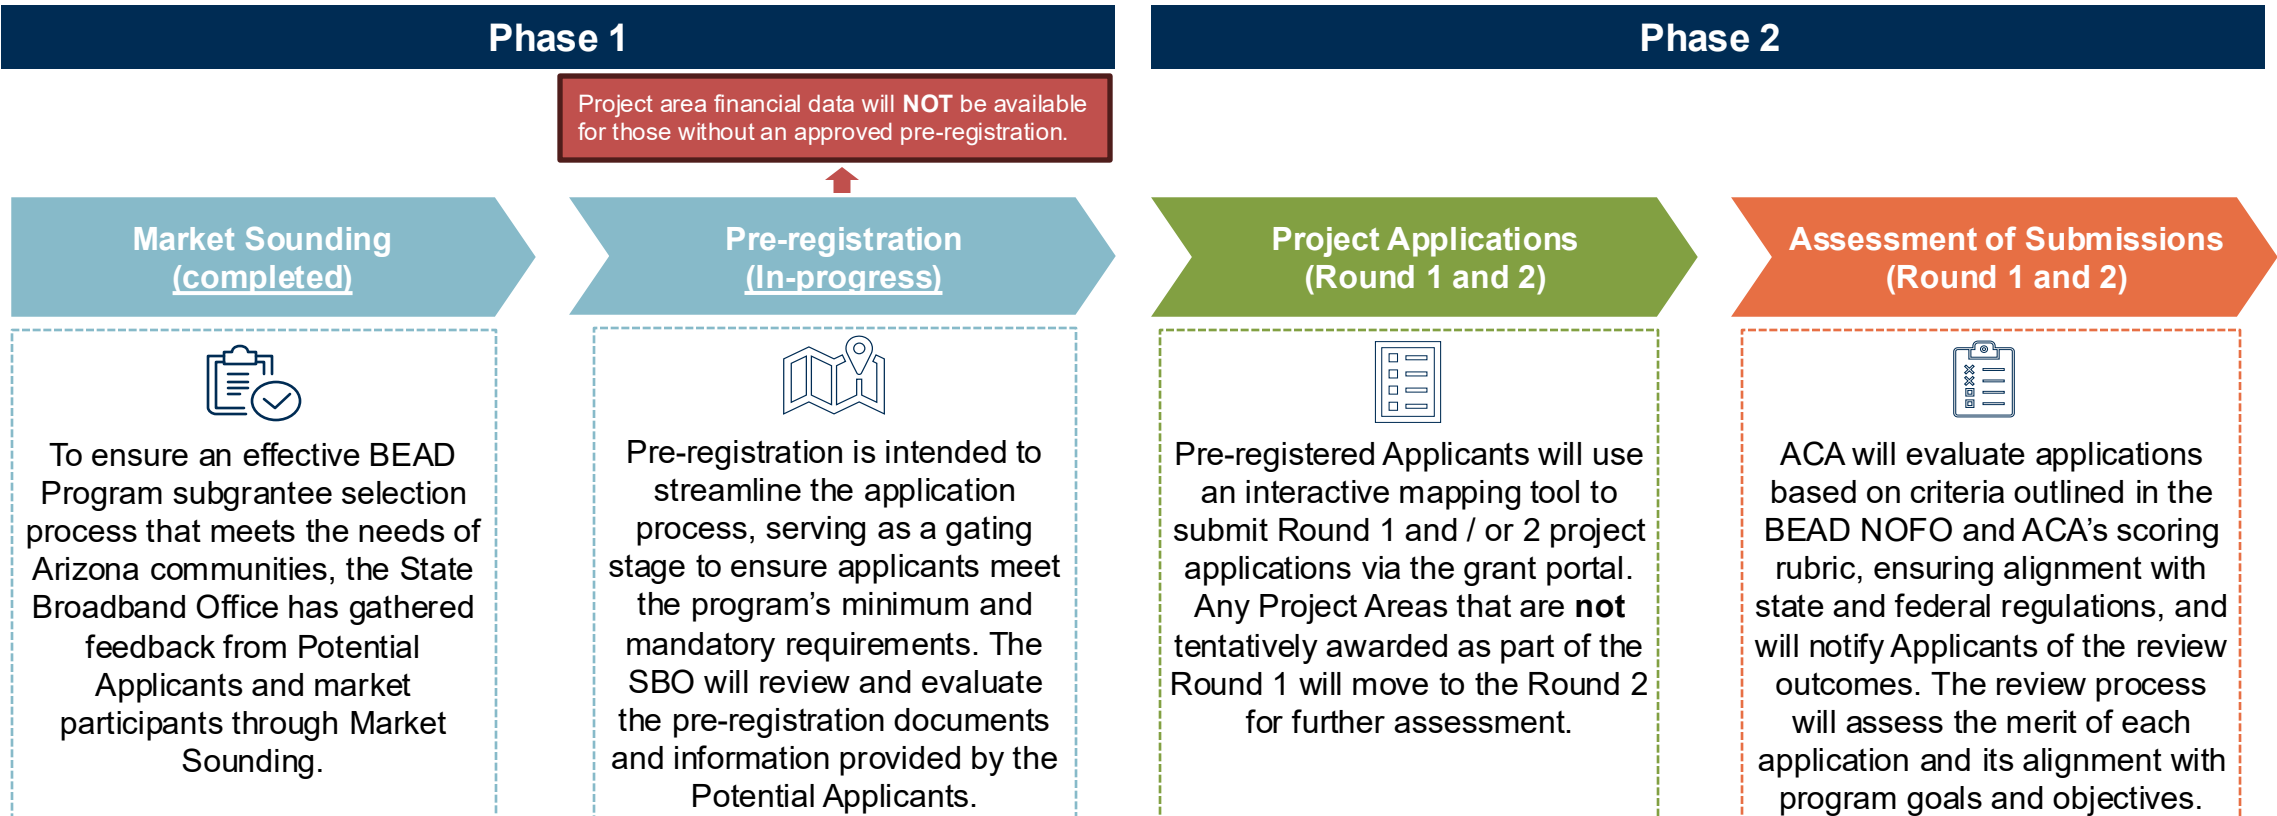 Phase 1
Phase 2
Project area financial data will NOT be available
for those without an approved pre-registration.
Market Sounding
(completed)
Pre-registration
(In-progress)
Project Applications
(Round 1 and 2)
Assessment of Submissions
(Round 1 and 2)
To ensure an effective BEAD
Program subgrantee selection
process that meets the needs of
Arizona communities, the State
Broadband Office has gathered
feedback from Potential
Applicants and market
participants through Market
Sounding.
Pre-registration is intended to
streamline the application
process, serving as a gating
stage to ensure applicants meet
the program’s minimum and
mandatory requirements. The
SBO will review and evaluate
the pre-registration documents
and information provided by the
Potential Applicants.
Pre-registered Applicants will use
an interactive mapping tool to
submit Round 1 and / or 2 project
applications via the grant portal.
Any Project Areas that are not
tentatively awarded as part of the
Round 1 will move to the Round 2
for further assessment.
ACA will evaluate applications
based on criteria outlined in the
BEAD NOFO and ACA’s scoring
rubric, ensuring alignment with
state and federal regulations, and
will notify Applicants of the review
outcomes. The review process
will assess the merit of each
application and its alignment with
program goals and objectives.